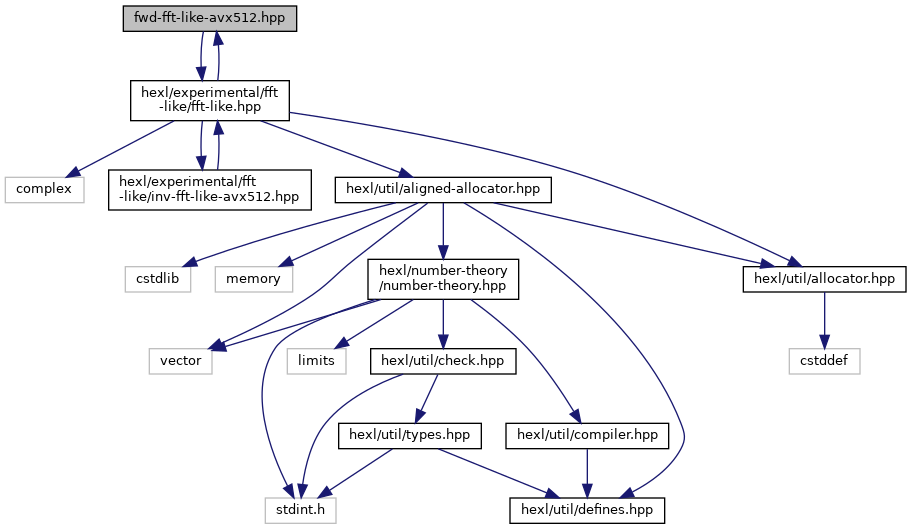 fwd-fft-like-avx512.hpp
hexl/experimental/fft
-like/fft-like.hpp
complex
hexl/experimental/fft
-like/inv-fft-like-avx512.hpp
hexl/util/aligned-allocator.hpp
cstdlib
memory
hexl/number-theory
/number-theory.hpp
hexl/util/allocator.hpp
vector
limits
hexl/util/check.hpp
cstddef
hexl/util/types.hpp
hexl/util/compiler.hpp
stdint.h
hexl/util/defines.hpp